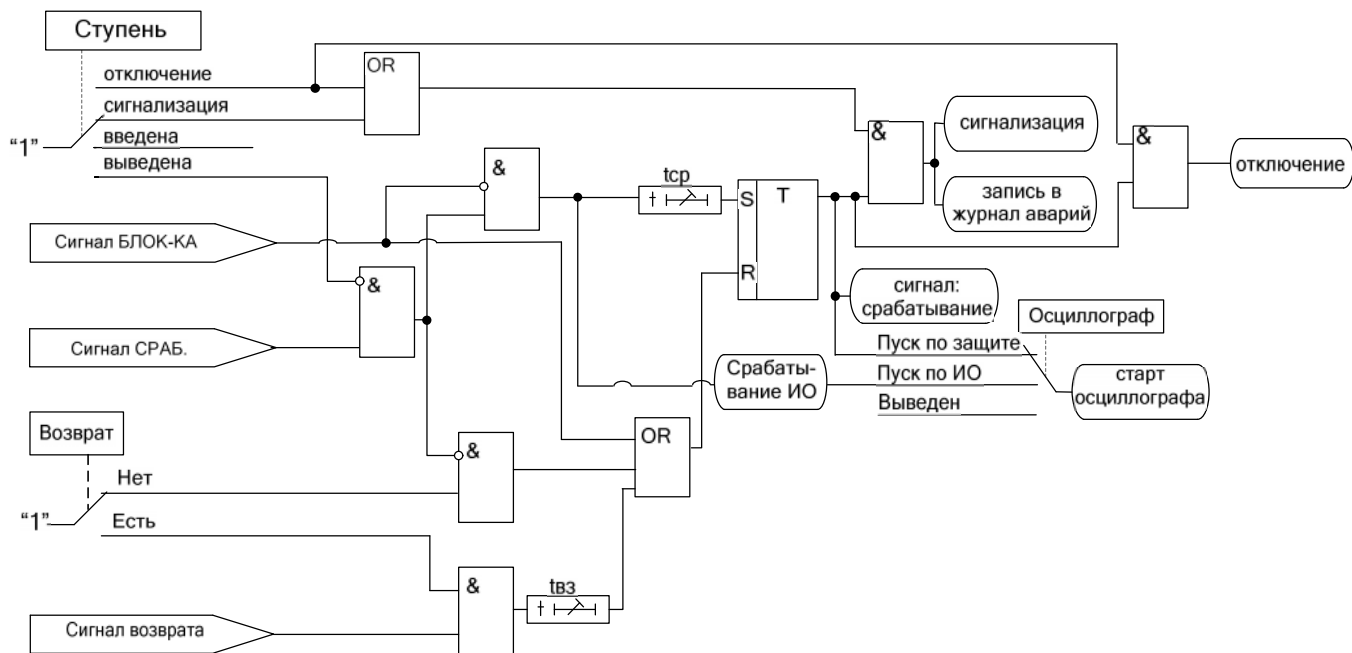 Ступень
отключение
OR
сигнализация
“1”
введена
выведена
&
сигнализация
&
отключение
запись в
журнал аварий
&
tср
S
T
R
Сигнал БЛОК-КА
&
Сигнал СРАБ.
сигнал:
срабатывание
Осциллограф
Пуск по защите
Срабаты-
вание ИО
Пуск по ИО
Выведен
старт
осциллографа
Возврат
Нет
“1”
Есть
&
OR
&
tвз
Сигнал возврата